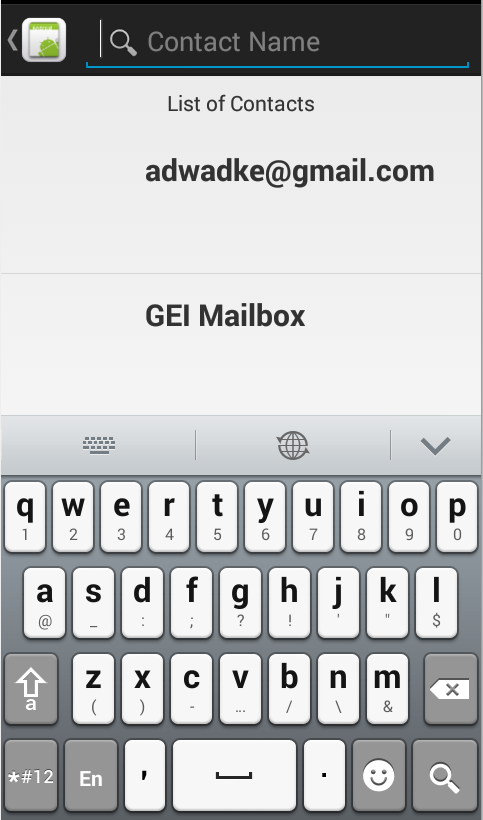 Contact Name
List of Contacts
adwadke@gmail.com
GEI Mailbox
q w e r t y u i o p
1 2 3 4 5 6 7 8 9 0
a s d f g h j k l
@ _ : ; ? ! ' " $
a z x c v b n m
( ) - ... / \ &
*#12 En , .